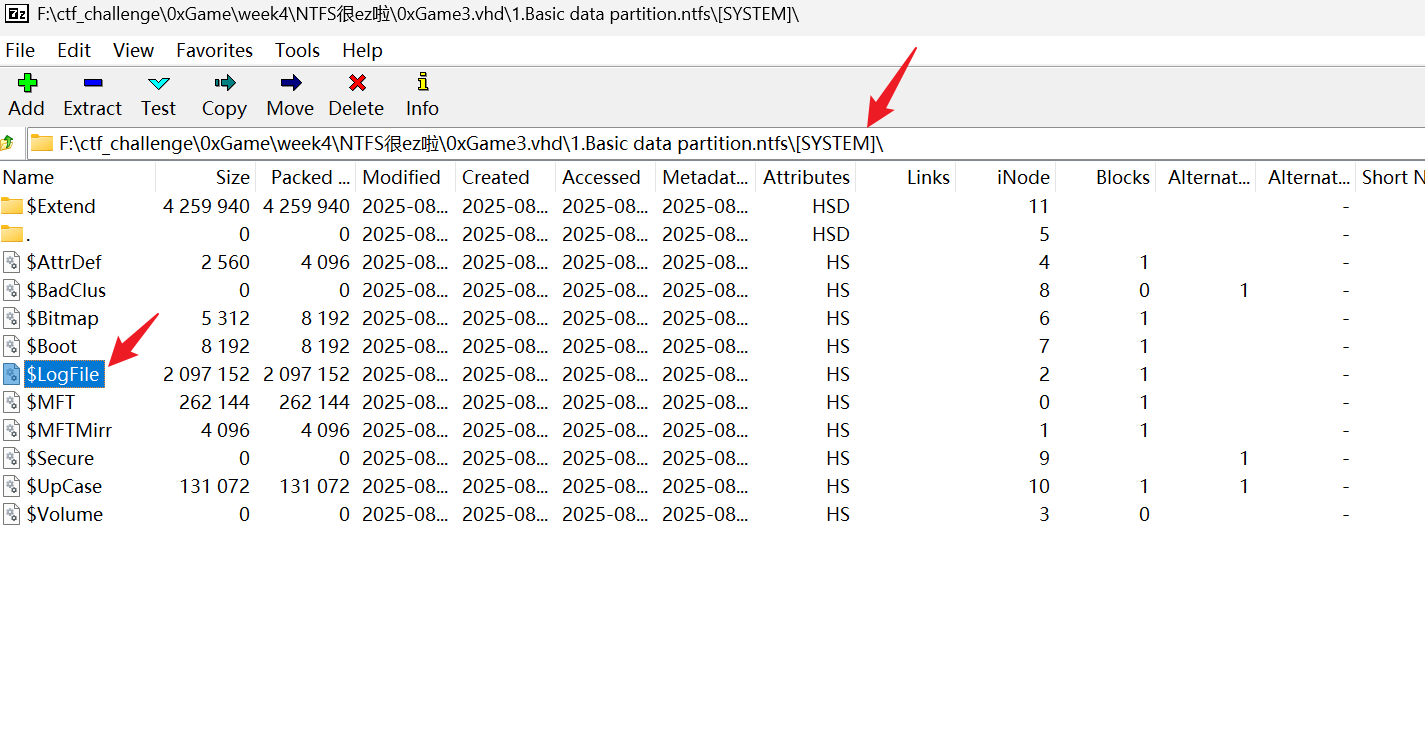 F:\ctf_challenge\0xGame\week4\NTFS很ez啦\0xGame3.vhd\1.Basic data partition.ntfs\[SYSTEM]\
File Edit View Favorites Tools Help
Add Extract Test Copy Move Delete Info
F:\ctf_challenge\0xGame\week4\NTFS很ez啦\0xGame3.vhd\1.Basic data partition.ntfs\[SYSTEM]\
Name Size Packed ... Modified Created Accessed Metadat... Attributes Links iNode Blocks Alternat... Alternat... Short N
$Extend 4 259 940 4 259 940 2025-08... 2025-08... 2025-08... 2025-08... HSD 11 -
. 0 0 2025-08... 2025-08... 2025-08... 2025-08... HSD 5 -
$AttrDef 2 560 4 096 2025-08... 2025-08... 2025-08... 2025-08... HS 4 1 -
$BadClus 0 0 2025-08... 2025-08... 2025-08... 2025-08... HS 8 0 1 -
$Bitmap 5 312 8 192 2025-08... 2025-08... 2025-08... 2025-08... HS 6 1 -
$Boot 8 192 8 192 2025-08... 2025-08... 2025-08... 2025-08... HS 7 1 -
$LogFile 2 097 152 2 097 152 2025-08... 2025-08... 2025-08... 2025-08... HS 2 1 -
$MFT 262 144 262 144 2025-08... 2025-08... 2025-08... 2025-08... HS 0 1 -
$MFTMirr 4 096 4 096 2025-08... 2025-08... 2025-08... 2025-08... HS 1 1 -
$Secure 0 0 2025-08... 2025-08... 2025-08... 2025-08... HS 9 1 -
$UpCase 131 072 131 072 2025-08... 2025-08... 2025-08... 2025-08... HS 10 1 1 -
$Volume 0 0 2025-08... 2025-08... 2025-08... 2025-08... HS 3 0 -